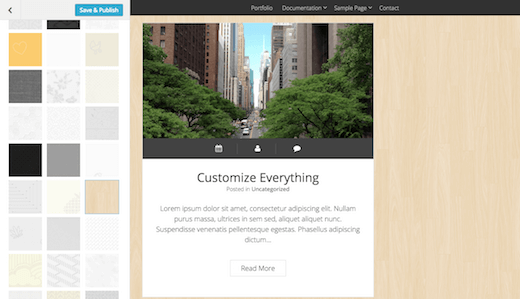 Save & Publish
Portfolio Documentation Sample Page Contact
Customize Everything
Posted in Uncategorized
Lorem ipsum dolor sit amet, consectetur adipiscing elit. Nullam
purus massa, ultrices in sem sed, aliquet aliquet nunc.
Suspendisse venenatis pellentesque egestas. Phasellus adipiscing
dictum...
Read More